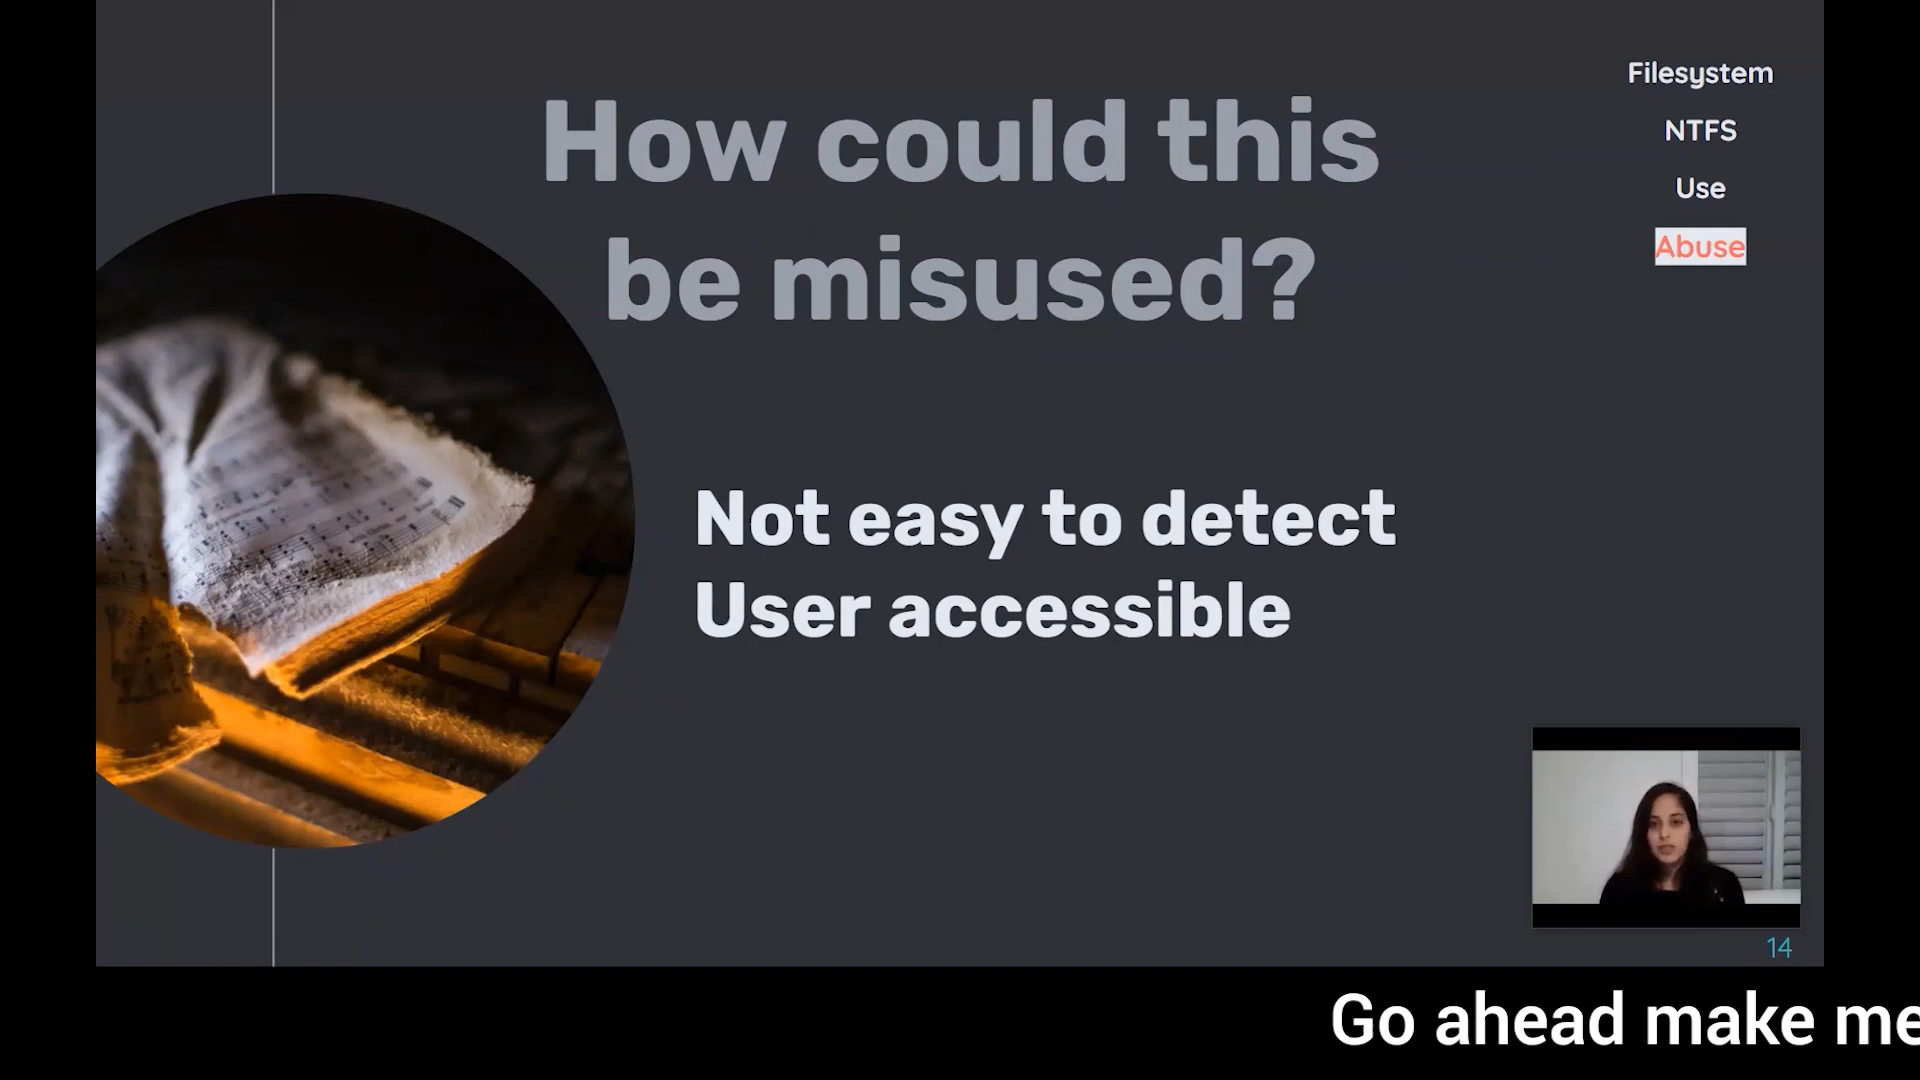 How could this
be misused?
Filesystem
NTFS
Use
Abuse
Not easy to detect
User accessible
14
Go ahead make me